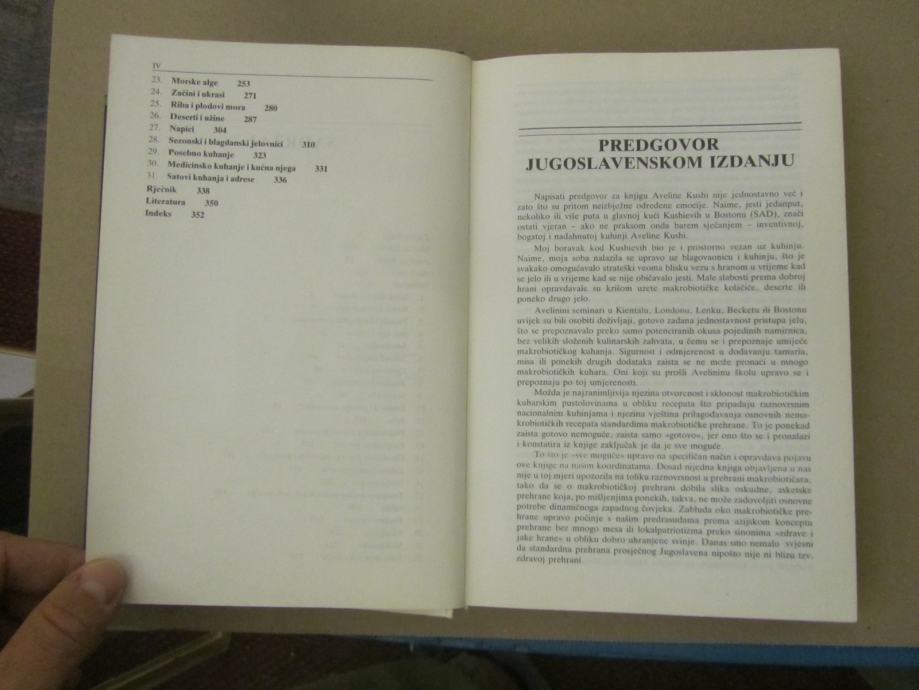 IV
23. Morske alge 253
24. Začini i ukrasi 271
25. Riba i plodovi mora 280
26. Deserti i užine 287
27. Napici 304
28. Sezonski i blagdanski jelovnici 310
29. Posebno kuhanje 323
30. Medicinsko kuhanje i kućna njega 331
31. Satovi kuhanja i adrese 336
Rječnik 338
Literatura 350
Indeks 352
PREDGOVOR
JUGOSLAVENSKOM IZDANJU
Napisati predgovor za knjigu Aveline Kushi nije jednostavno već i
zato što su pritom neizbježne određene emocije. Naime, jesti jedanput,
nekoliko ili više puta u glavnoj kući Kushievih u Bostonu (SAD), znači
ostati vjeran – ako ne praksom onda barem sjećanjem – inventivnoj,
bogatoj i nadahnutoj kuhinji Aveline Kushi.
Moj boravak kod Kushievih bio je i prostorno vezan uz kuhinju.
Naime, moja soba nalazila se upravo uz blagovaonicu i kuhinju, što je
svakako omogućavalo strateški veoma blisku vezu s hranom u vrijeme kad
se jelo ili u vrijeme kad se nije običavalo jesti. Male slabosti prema dobroj
hrani opravdavale su krišom uzete makrobiotičke kolačiće, deserte ili
poneko drugo jelo.
Avelinini seminari u Kientalu, Londonu, Lenku, Becketu ili Bostonu
uvijek su bili osobiti doživljaji, gotovo zadana jednostavnost pristupa jelu,
što se prepoznavalo preko samo potenciranih okusa pojedinih namirnica,
bez velikih složenih kulinarskih zahvata, u čemu se i prepoznaje umijeće
makrobiotičkog kuhanja. Sigurnost i odmjerenost u dodavanju tamaria,
misa ili ponekih drugih dodataka zaista se ne može pronaći u mnogo
makrobiotičkih kuhara. Oni koji su prošli Avelininu školu upravo se i
prepoznaju po toj umjerenosti.
Možda je najzanimljivija njezina otvorenost i sklonost makrobiotičkim
kuharskim pustolovinama u obliku recepata što pripadaju raznovrsnim
nacionalnim kuhinjama i njezina vještina prilagođavanja osnovnih nema-
krobiotičkih recepata standardima makrobiotičke prehrane. To je ponekad
zaista gotovo nemoguće, zaista samo »gotovo«, jer ono što se i pronalazi
i konstatira iz knjige zaključak je da je sve moguće.
To što je »sve moguće« upravo na specifičan način i opravdava pojavu
ove knjige na našim koordinatama. Dosad nijedna knjiga objavljena u nas
nije u toj mjeri upozorila na toliku raznovrsnost u prehrani makrobiotičara,
tako da se o makrobiotičkoj prehrani dobila slika oskudne, asketske
prehrane koja, po mišljenjima ponekih, takva, ne može zadovoljiti osnovne
potrebe dinamičnoga zapadnog čovjeka. Zabluda oko makrobiotičke pre-
hrane upravo počinje s našim predrasudama prema azijskom konceptu
prehrane bez mnogo mesa ili lokalpatriotizma preko sinonima »zdrave i
jake hrane« u obliku dobro uhranjene svinje. Danas smo nemalo svjesni
da standardna prehrana prosječnog Jugoslavena nipošto nije ni blizu tzv.
zdravoj prehrani.